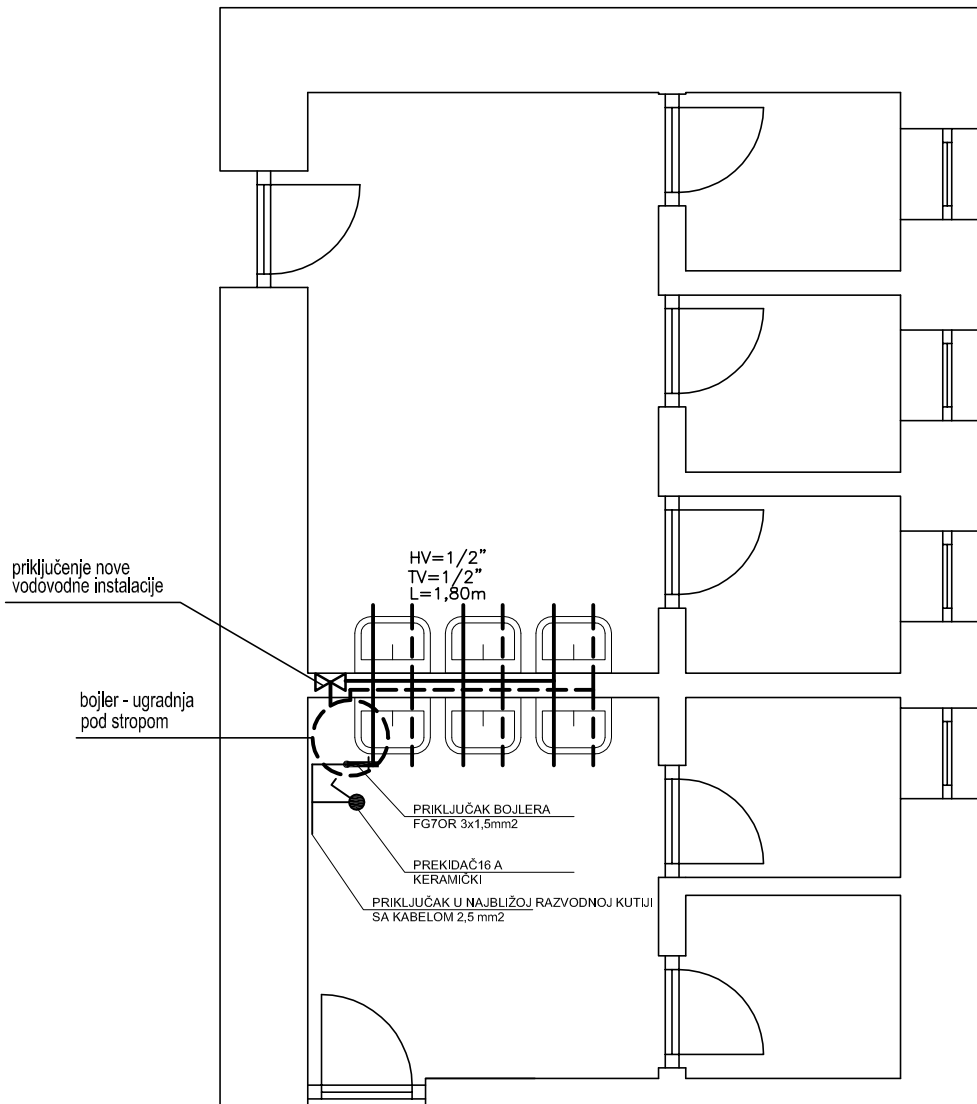 HV=1/2”
TV=1/2”
L=1,80m
priključenje nove
vodovodne instalacije
bojler - ugradnja
pod stropom
PRIKLJUČAK BOJLERA
FG7OR 3x1,5mm2
PREKIDAČ16 A
KERAMIČKI
PRIKLJUČAK U NAJBLIŽOJ RAZVODNOJ KUTIJI
SA KABELOM 2,5 mm2